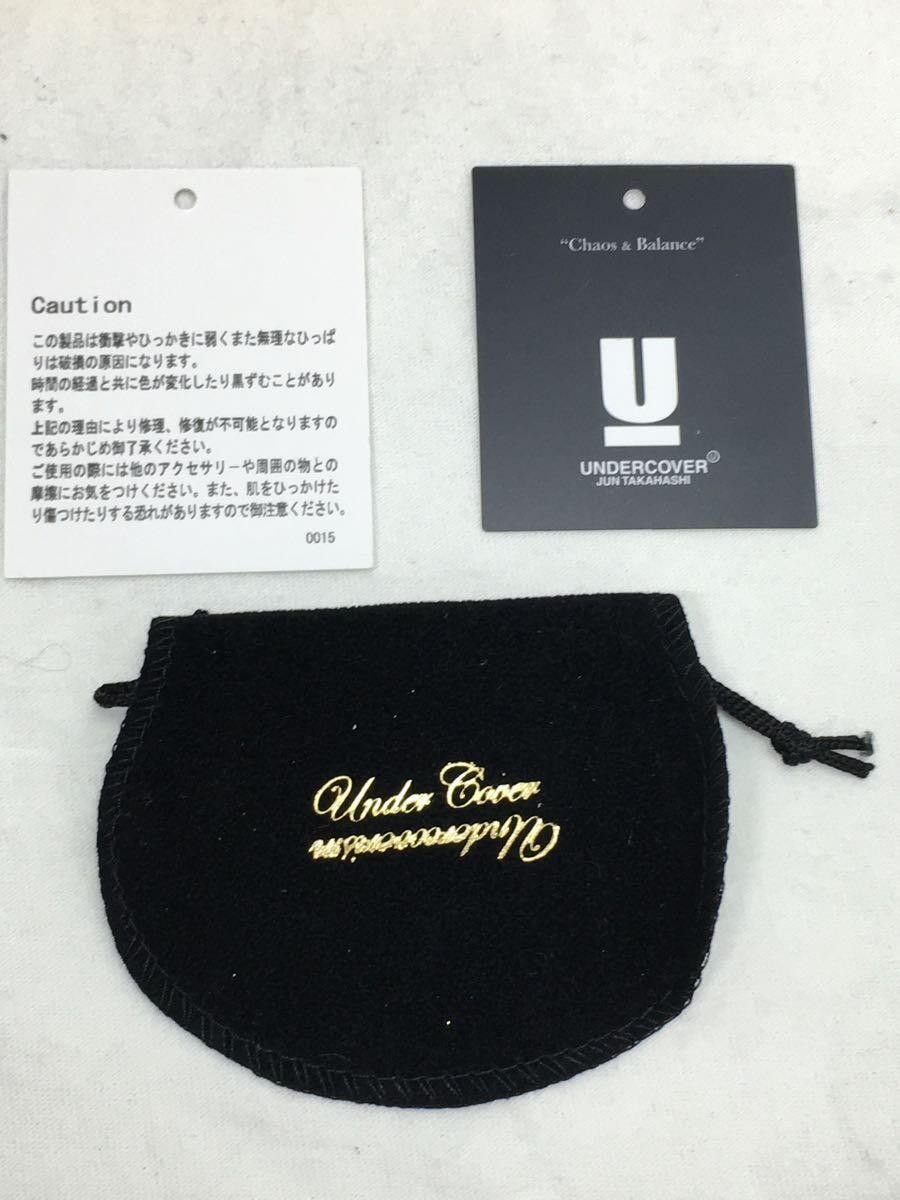 Caution
この製品は衝撃やひっかきに弱くまた無理なひっぱ
りは破損の原因になります。
時間の経過と共に色が変化したり黒ずむことがあり
ます。
上記の理由により修理、修復が不可能となりますの
であらかじめ御了承ください。
ご使用の際には他のアクセサリーや周囲の物との
摩擦にお気をつけください。また、肌をひっかけた
り傷つけたりする恐れがありますので御注意ください。
0015
“Chaos & Balance”
U
UNDERCOVER
JUN TAKAHASHI
Under Cover
Undercoverism